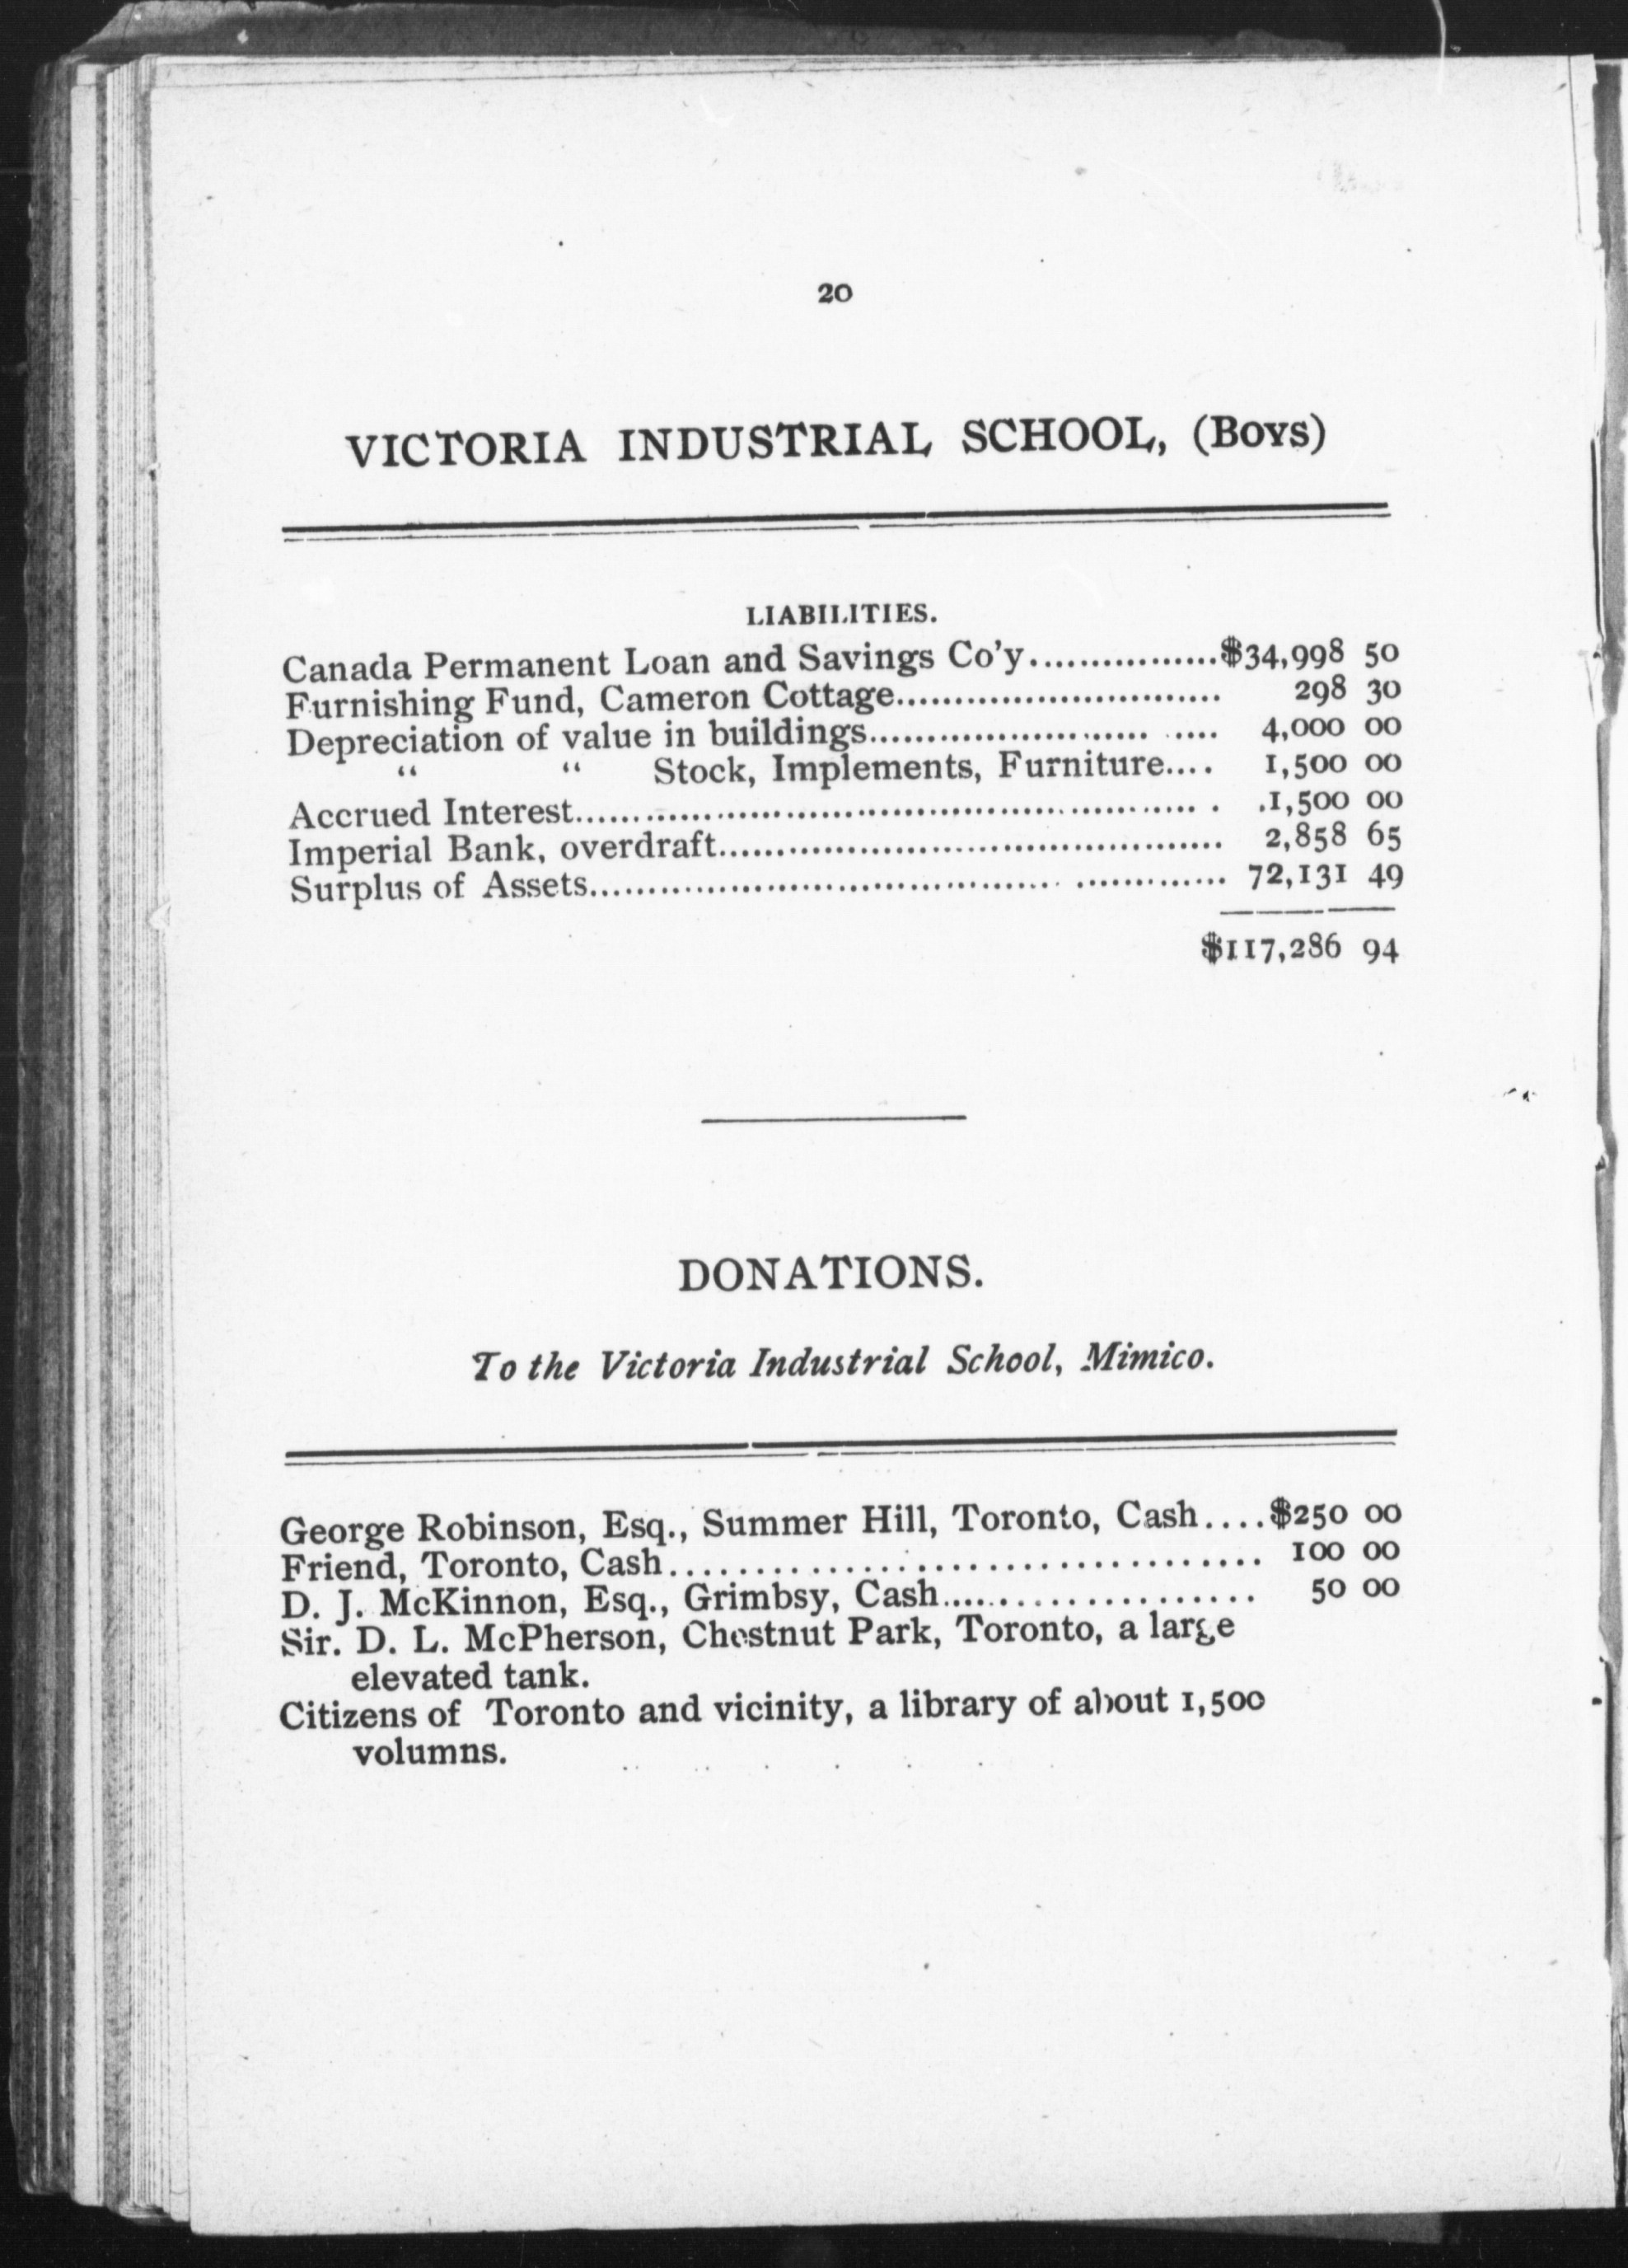 20
VICTORIA INDUSTRIAL SCHOOL, (Boys)
LIABILITIES.
Canada Permanent Loan and Savings Co'y................$34,998 50
Furnishing Fund, Cameron Cottage............................ 298 30
Depreciation of value in buildings............................. 4,000 00
" " Stock, Implements, Furniture.... 1,500 00
Accrued Interest...................................................... 1,500 00
Imperial Bank, overdraft............................................ 2,858 65
Surplus of Assets..................................................... 72,131 49
$117,286 94
DONATIONS.
To the Victoria Industrial School, Mimico.
George Robinson, Esq., Summer Hill, Toronto, Cash....$250 00
Friend, Toronto, Cash.................................. 100 00
D. J. McKinnon, Esq., Grimbsy, Cash................... 50 00
Sir. D. L. McPherson, Chestnut Park, Toronto, a large
elevated tank.
Citizens of Toronto and vicinity, a library of about 1,500
volumns.